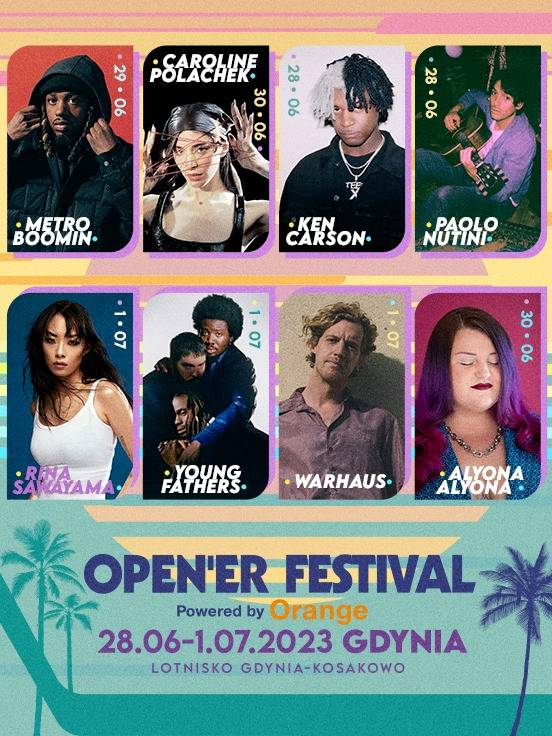 29 • 06
METRO
BOOMIN
CAROLINE
POLACHEK
30 • 06
28 • 06
KEN
CARSON
28 • 06
PAOLO
NUTINI
1 • 07
RINA
SAWAYAMA
1 • 07
YOUNG
FATHERS
1 • 07
WARHAUS
30 • 06
ALYONA
ALYONA
OPEN'ER FESTIVAL
Powered by Orange
28.06-1.07.2023 GDYNIA
LOTNISKO GDYNIA-KOSAKOWO